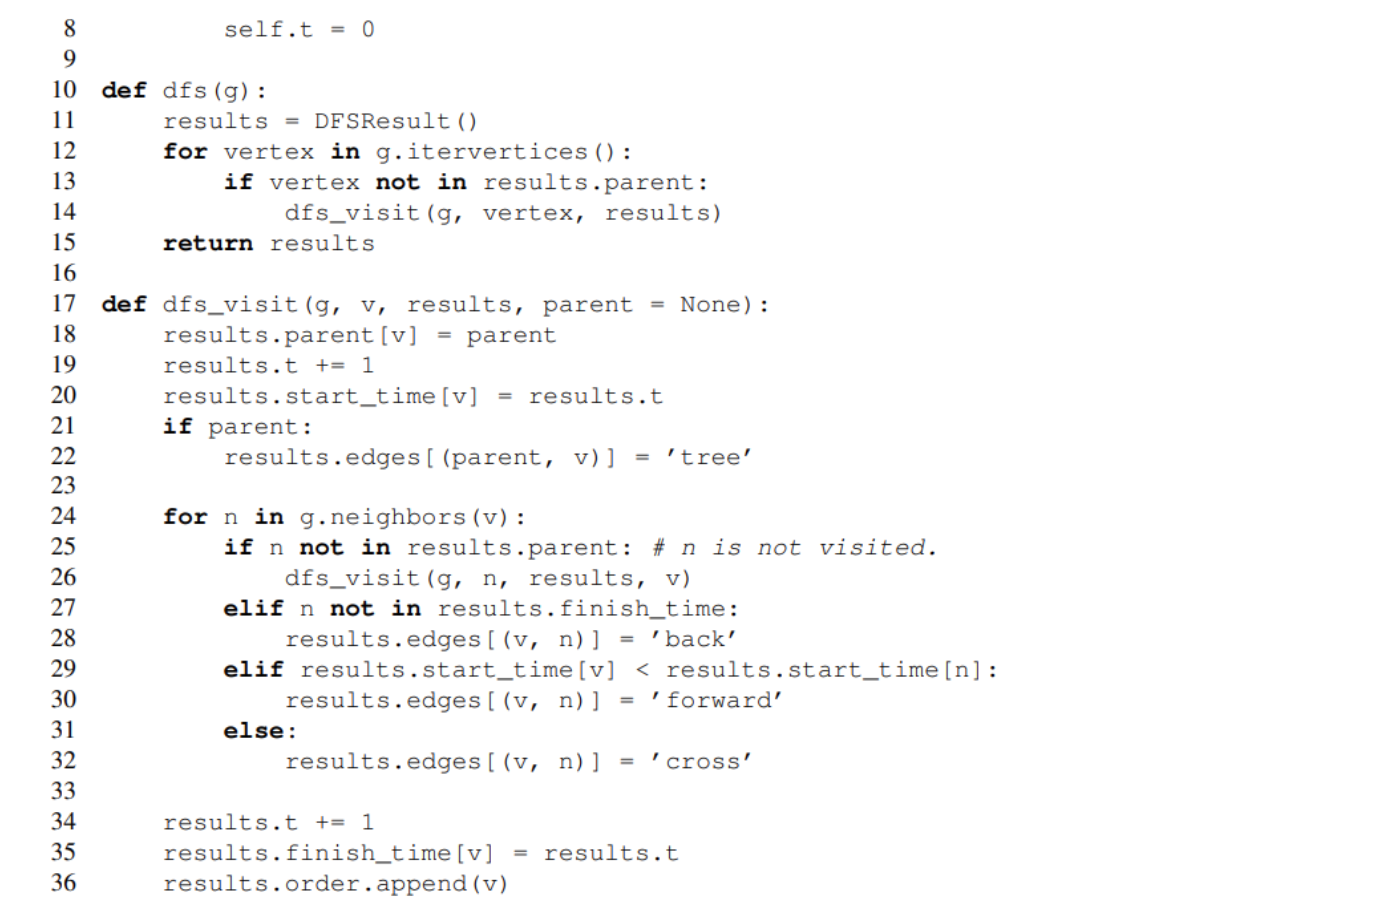 8         self.t = 0
9
10 def dfs(g):
11     results = DFSResult()
12     for vertex in g.itervertices():
13         if vertex not in results.parent:
14             dfs_visit(g, vertex, results)
15     return results
16
17 def dfs_visit(g, v, results, parent = None):
18     results.parent[v] = parent
19     results.t += 1
20     results.start_time[v] = results.t
21     if parent:
22         results.edges[(parent, v)] = ’tree’
23
24     for n in g.neighbors(v):
25         if n not in results.parent: # n is not visited.
26             dfs_visit(g, n, results, v)
27         elif n not in results.finish_time:
28             results.edges[(v, n)] = ’back’
29         elif results.start_time[v] < results.start_time[n]:
30             results.edges[(v, n)] = ’forward’
31         else:
32             results.edges[(v, n)] = ’cross’
33
34     results.t += 1
35     results.finish_time[v] = results.t
36     results.order.append(v)